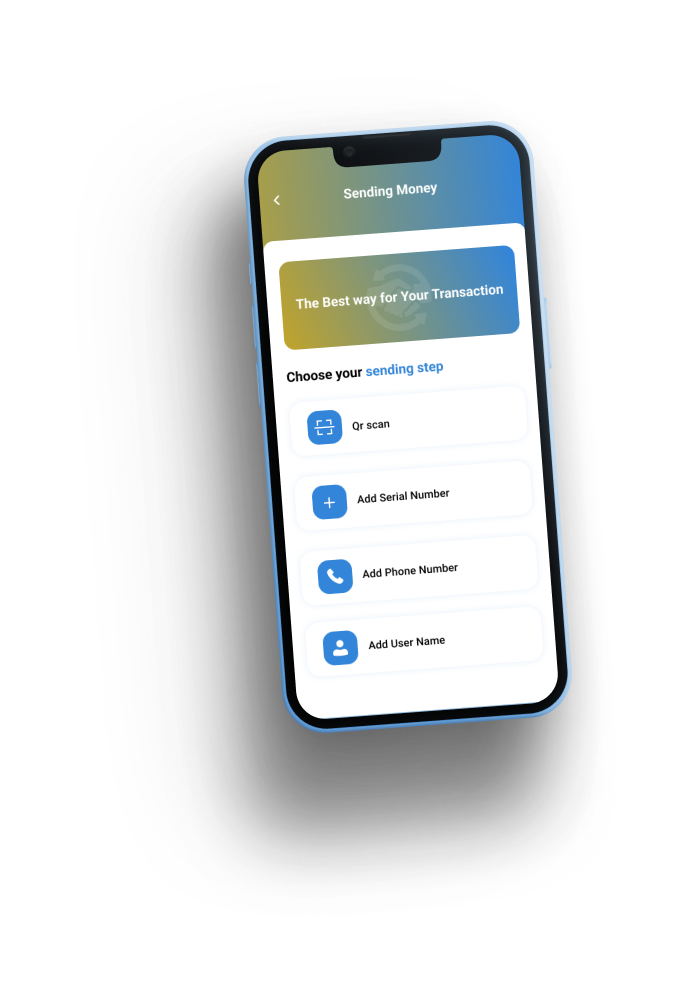 Sending Money
The Best way for Your Transaction
Choose your sending step
Qr scan
Add Serial Number
Add Phone Number
Add User Name